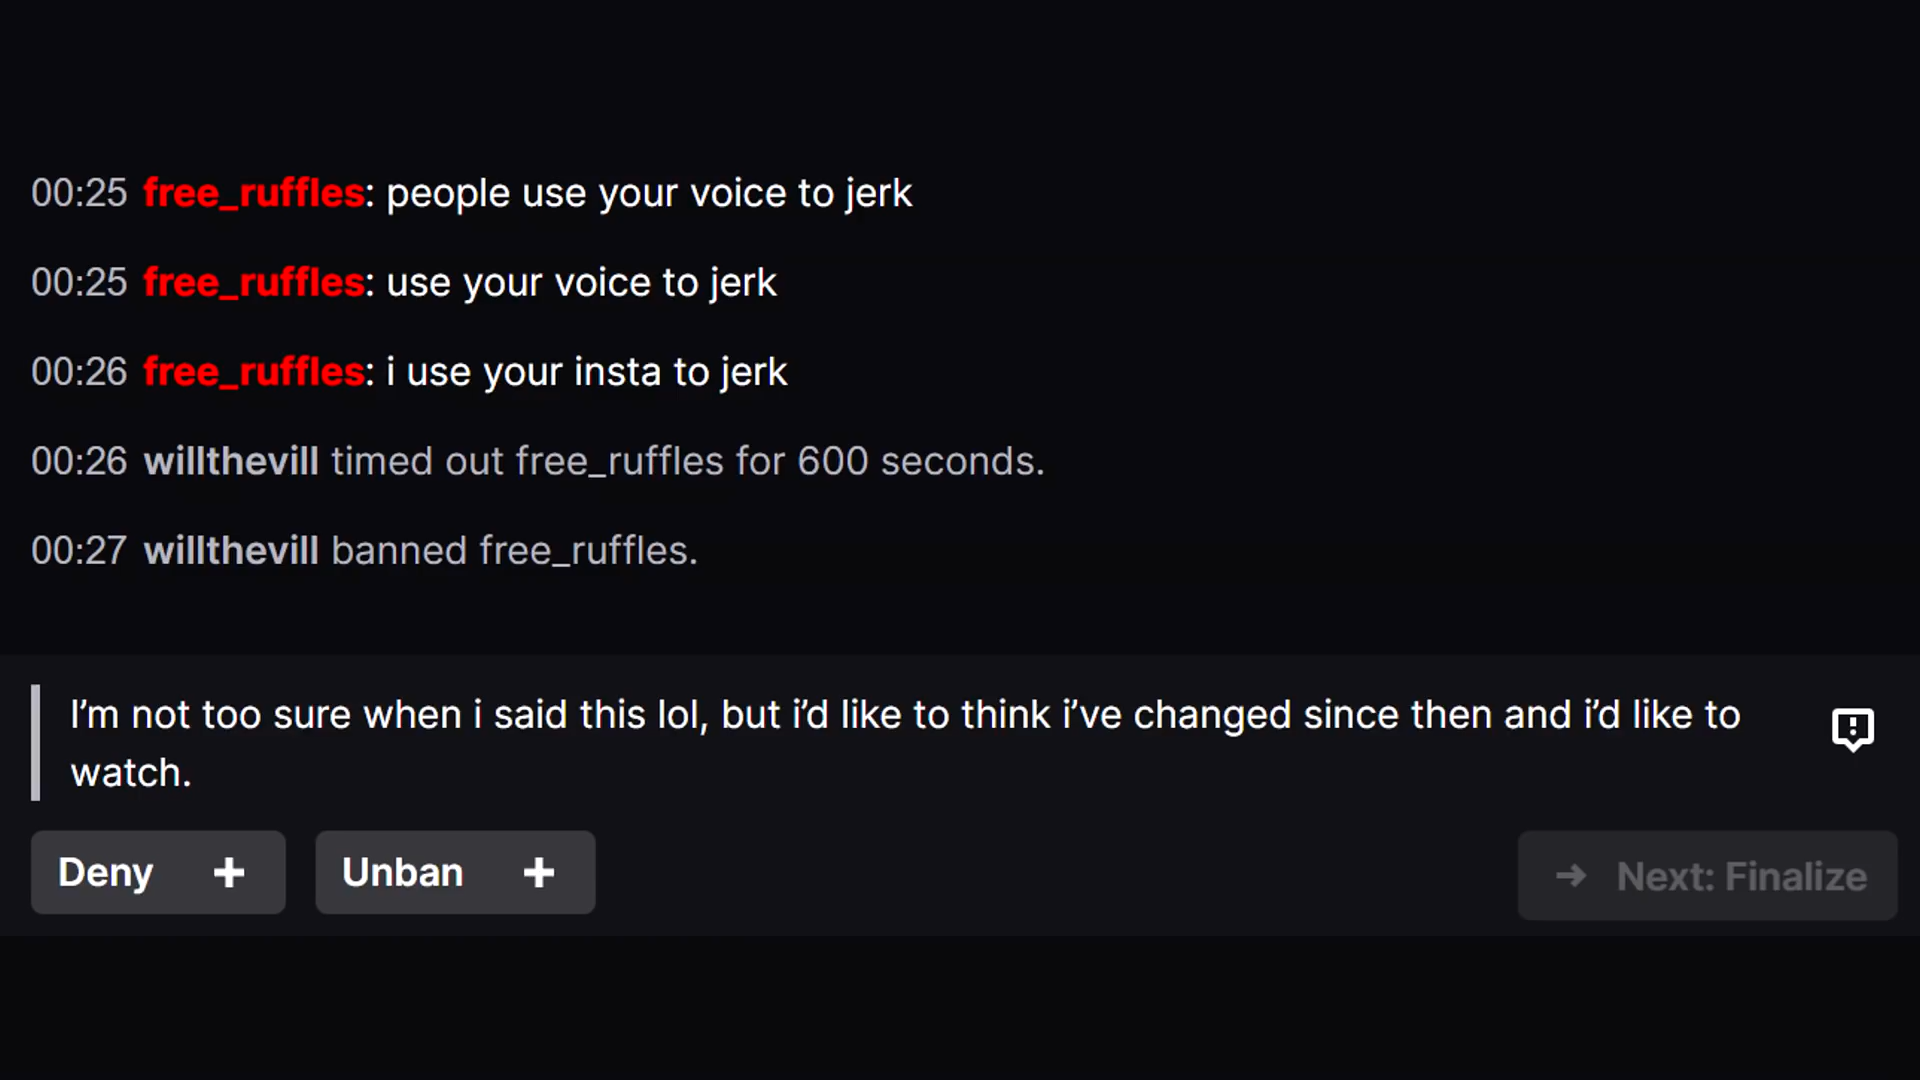 00:25 free_ruffles: people use your voice to jerk
00:25 free_ruffles: use your voice to jerk
00:26 free_ruffles: i use your insta to jerk
00:26 willthevill timed out free_ruffles for 600 seconds.
00:27 willthevill banned free_ruffles.
I’m not too sure when i said this lol, but i’d like to think i’ve changed since then and i’d like to
watch.
Deny + Unban + → Next: Finalize